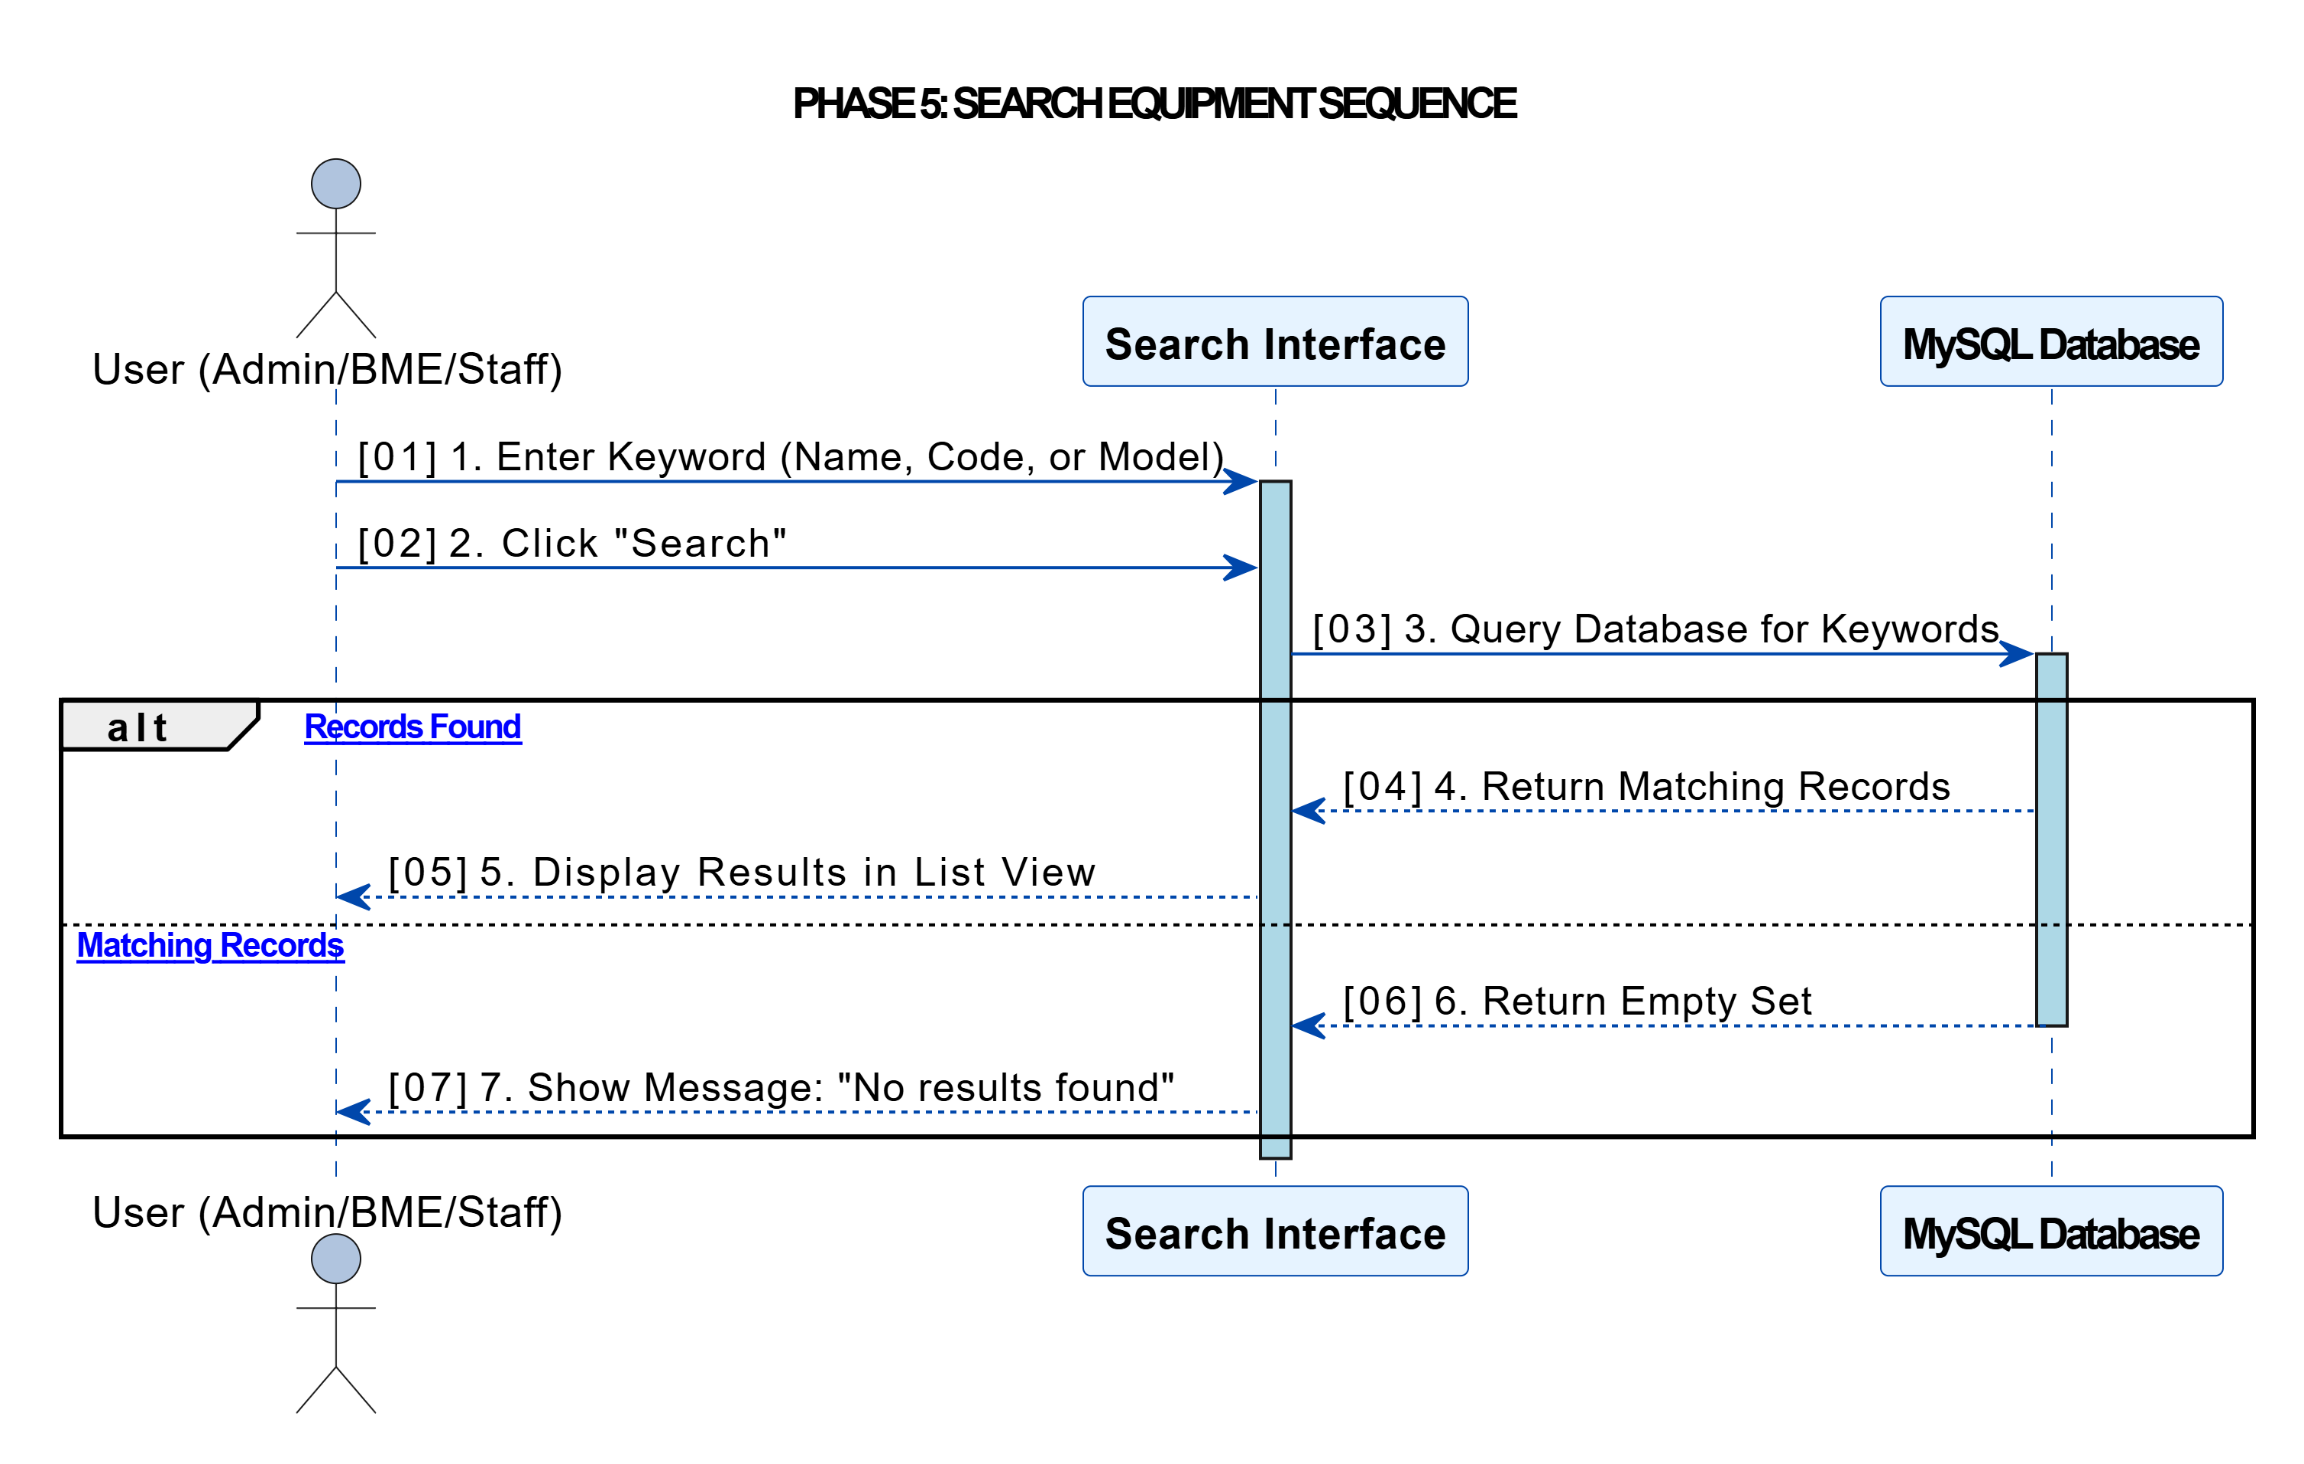 PHASE 5: SEARCH EQUIPMENT SEQUENCE
User (Admin/BME/Staff)
Search Interface
MySQL Database
[01] 1. Enter Keyword (Name, Code, or Model)
[02] 2. Click "Search"
[03] 3. Query Database for Keywords
alt
Records Found
[04] 4. Return Matching Records
[05] 5. Display Results in List View
Matching Records
[06] 6. Return Empty Set
[07] 7. Show Message: "No results found"
User (Admin/BME/Staff)
Search Interface
MySQL Database